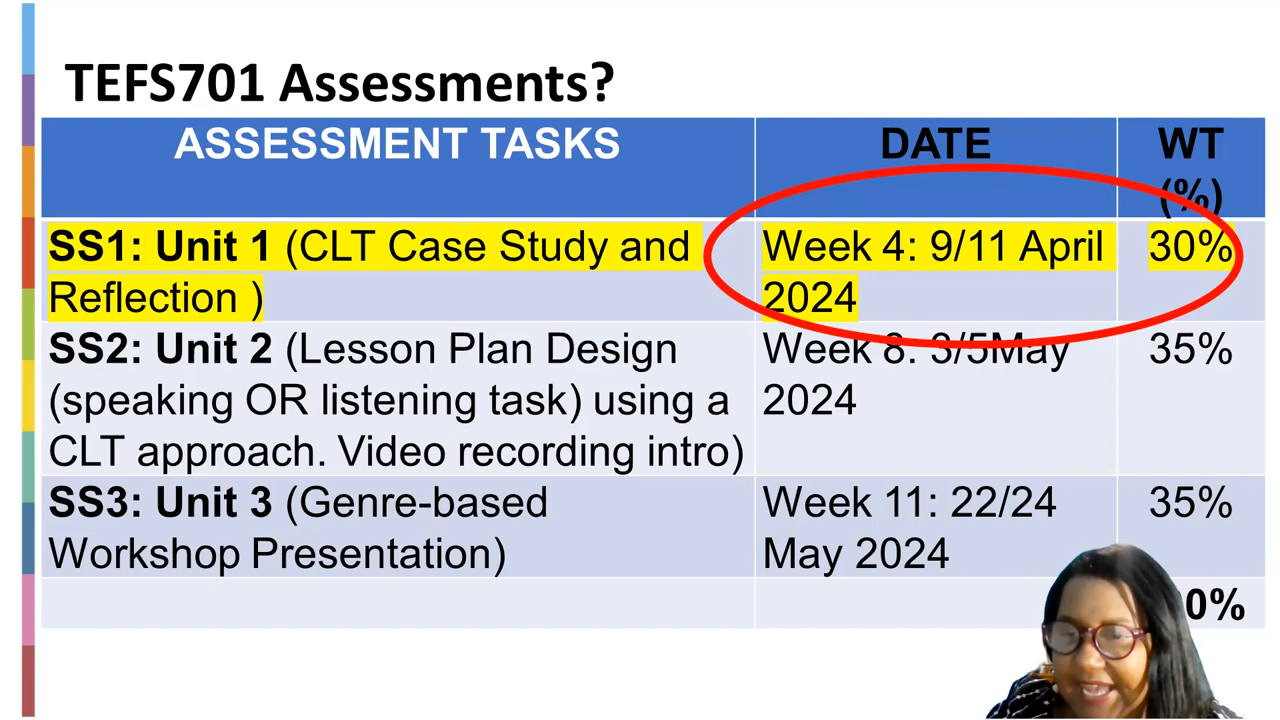 TEFS701 Assessments?
ASSESSMENT TASKS
DATE
WT
(%)
SS1: Unit 1 (CLT Case Study and
Reflection )
Week 4: 9/11 April
2024
30%
SS2: Unit 2 (Lesson Plan Design
(speaking OR listening task) using a
CLT approach. Video recording intro)
Week 8: 3/5May
2024
35%
SS3: Unit 3 (Genre-based
Workshop Presentation)
Week 11: 22/24
May 2024
35%
0%